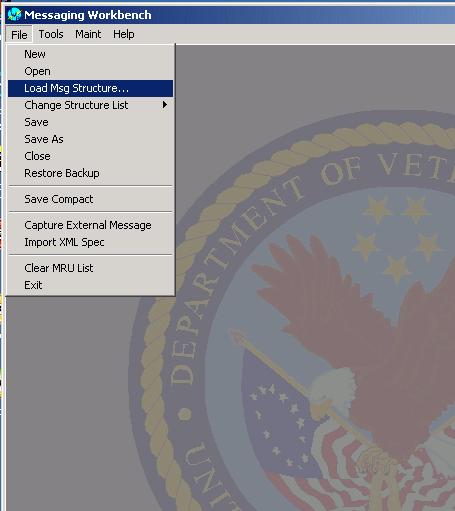 Messaging Workbench
File Tools Maint Help
New
Open
Load Msg Structure...
Change Structure List
Save
Save As
Close
Restore Backup
Save Compact
Capture External Message
Import XML Spec
Clear MRU List
Exit
DEPARTMENT OF VETE
UNI